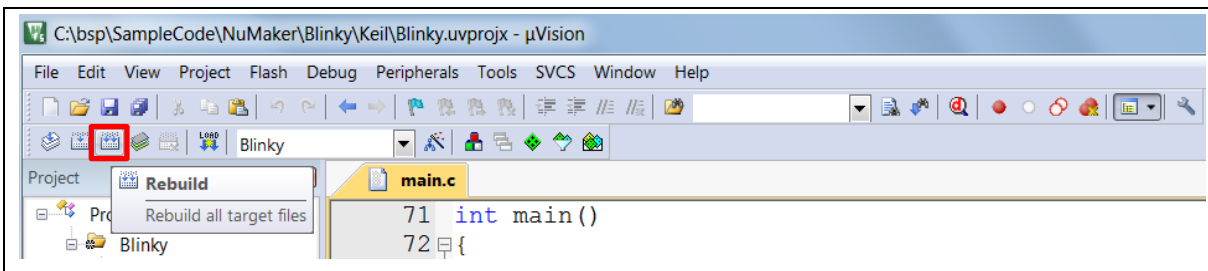 C:\bsp\SampleCode\NuMaker\Blinky\Keil\Blinky.uvprojx - µVision
File Edit View Project Flash Debug Peripherals Tools SVCS Window Help
LOAD Blinky
Project main.c
Rebuild
Rebuild all target files
Pro
Blinky
71 int main()
72 {